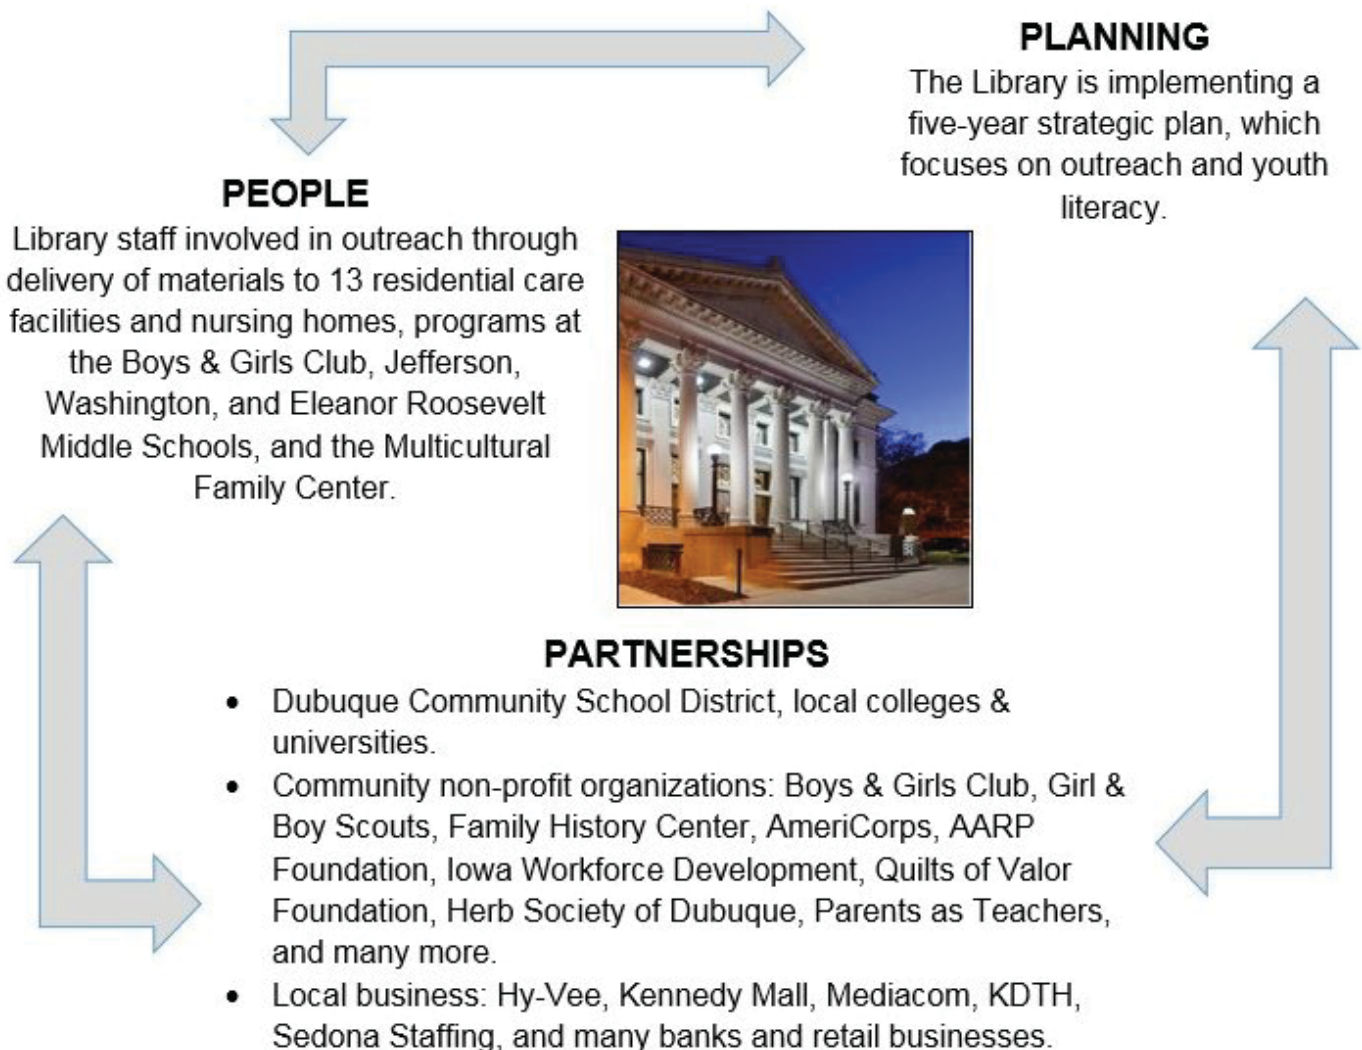 PLANNING
The Library is implementing a
five-year strategic plan, which
focuses on outreach and youth
literacy.
PEOPLE
Library staff involved in outreach through
delivery of materials to 13 residential care
facilities and nursing homes, programs at
the Boys & Girls Club, Jefferson,
Washington, and Eleanor Roosevelt
Middle Schools, and the Multicultural
Family Center.
PARTNERSHIPS
• Dubuque Community School District, local colleges &
universities.
• Community non-profit organizations: Boys & Girls Club, Girl &
Boy Scouts, Family History Center, AmeriCorps, AARP
Foundation, Iowa Workforce Development, Quilts of Valor
Foundation, Herb Society of Dubuque, Parents as Teachers,
and many more.
• Local business: Hy-Vee, Kennedy Mall, Mediacom, KDTH,
Sedona Staffing, and many banks and retail businesses.